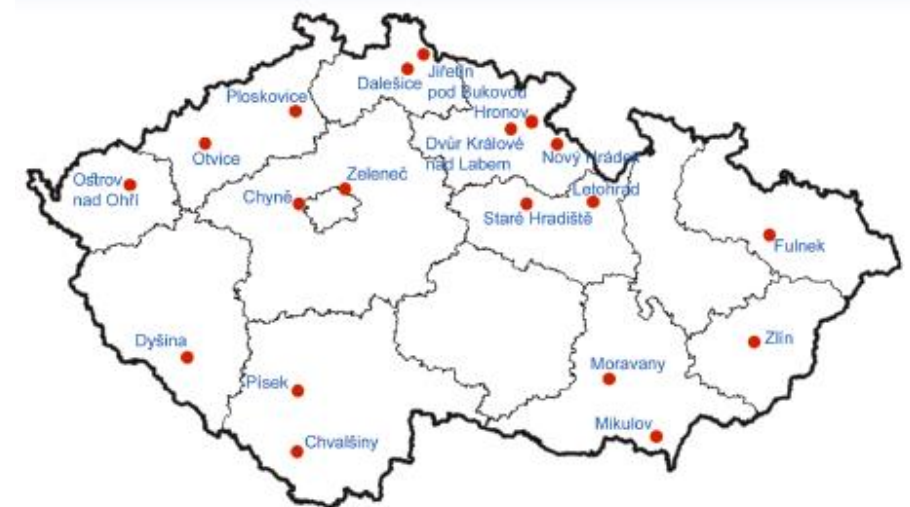 Jiřetín
pod Bukovou
Dalešice
Ploskovice
Hronov
Dvůr Králové
nad Labem
Nový Hrádek
Otvice
Ostrov
nad Ohří
Zeleneč
Chyně
Letohrad
Staré Hradiště
Fulnek
Dyšina
Zlín
Moravany
Písek
Mikulov
Chvalšiny